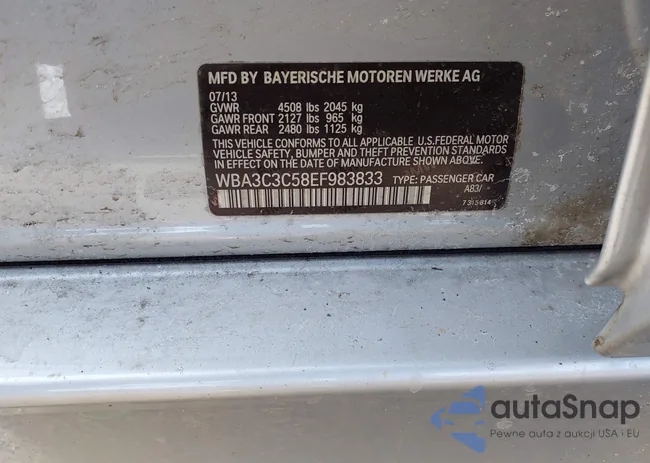 MFD BY BAYERISCHE MOTOREN WERKE AG
07/13
GVWR 4508 lbs 2045 kg
GAWR FRONT 2127 lbs 965 kg
GAWR REAR 2480 lbs 1125 kg
THIS VEHICLE CONFORMS TO ALL APPLICABLE U.S.FEDERAL MOTOR
VEHICLE SAFETY, BUMPER AND THEFT PREVENTION STANDARDS
IN EFFECT ON THE DATE OF MANUFACTURE SHOWN ABOVE.
WBA3C3C58EF983833 TYPE: PASSENGER CAR
A83/
7315814
autaSnap
Pewne auta z aukcji USA i EU